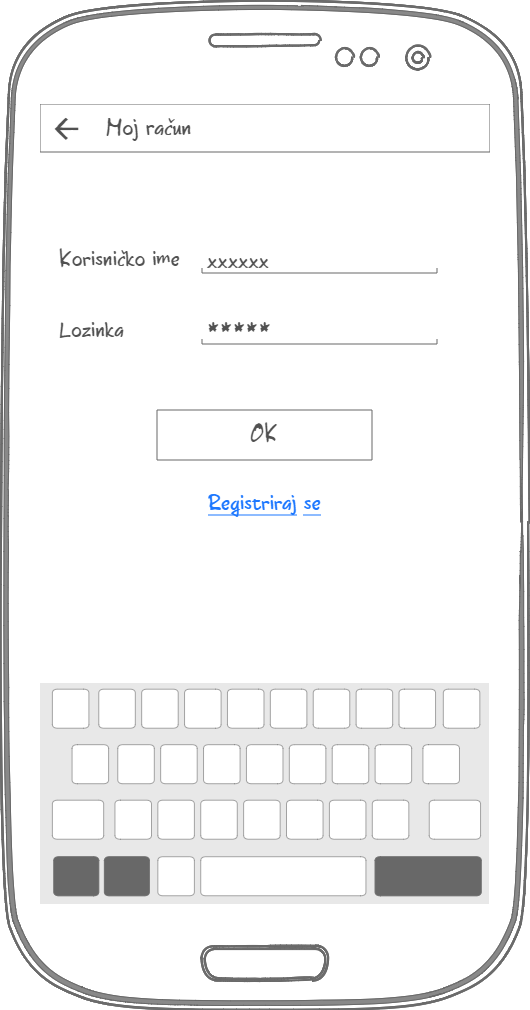 Moj račun
Korisničko ime xxxxxx
Lozinka *****
OK
Registriraj se